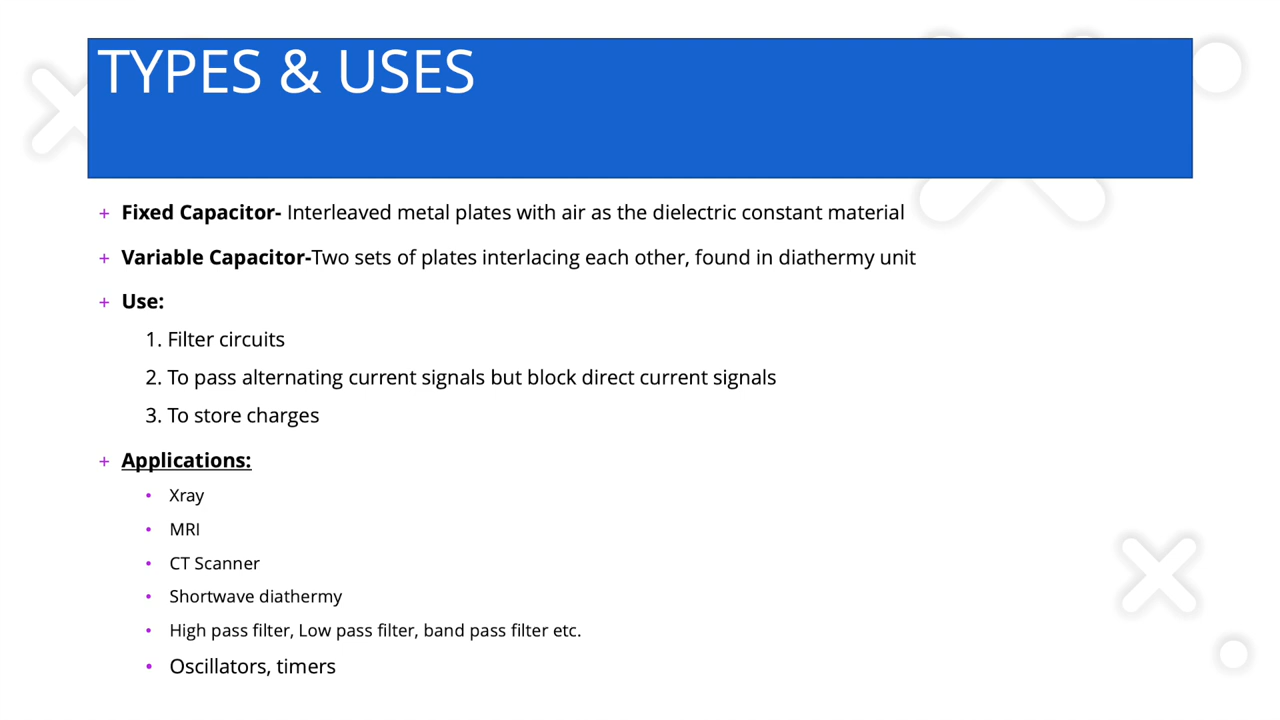 TYPES & USES
+ Fixed Capacitor- Interleaved metal plates with air as the dielectric constant material
+ Variable Capacitor-Two sets of plates interlacing each other, found in diathermy unit
+ Use:
1. Filter circuits
2. To pass alternating current signals but block direct current signals
3. To store charges
+ Applications:
• Xray
• MRI
• CT Scanner
• Shortwave diathermy
• High pass filter, Low pass filter, band pass filter etc.
• Oscillators, timers